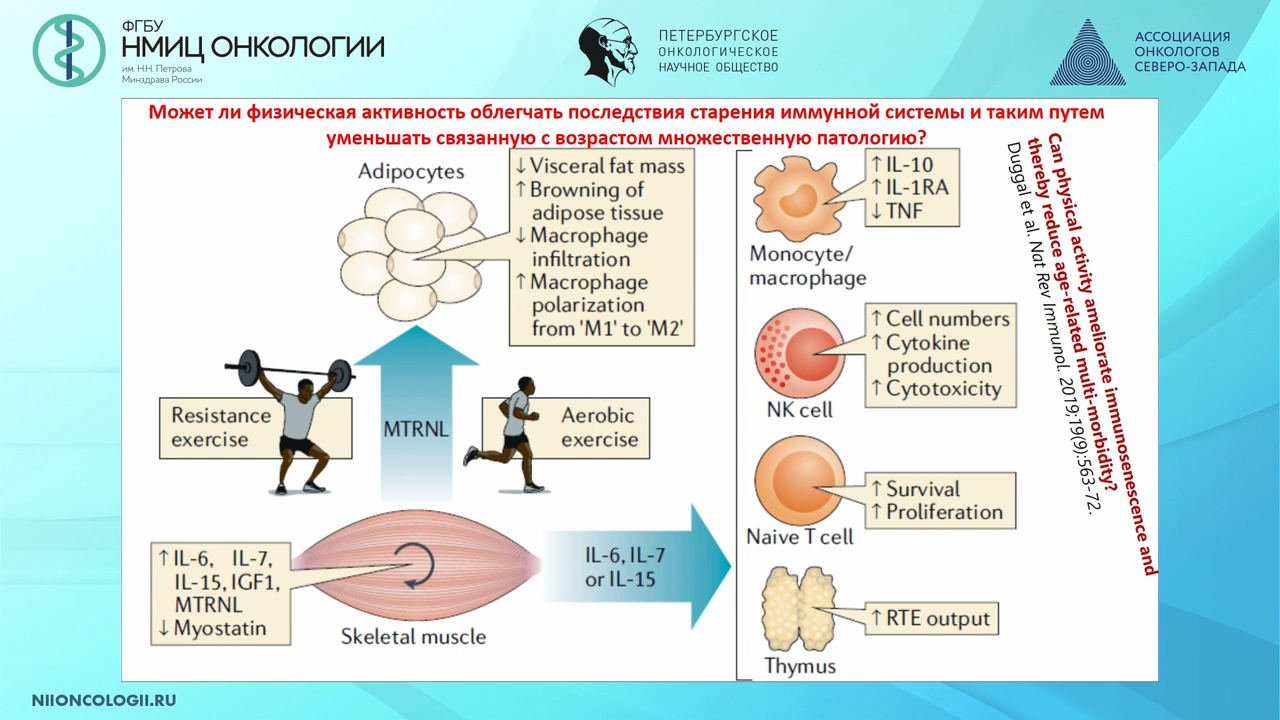 ФГБУ
НМИЦ ОНКОЛОГИИ
им. Н.Н. Петрова
Минздрава России
ПЕТЕРБУРГСКОЕ
ОНКОЛОГИЧЕСКОЕ
НАУЧНОЕ ОБЩЕСТВО
АССОЦИАЦИЯ
ОНКОЛОГОВ
СЕВЕРО-ЗАПАДА
Может ли физическая активность облегчать последствия старения иммунной системы и таким путем
уменьшать связанную с возрастом множественную патологию?
Adipocytes
↓ Visceral fat mass
↑ Browning of
adipose tissue
↓ Macrophage
infiltration
↑ Macrophage
polarization
from 'M1' to 'M2'
Resistance
exercise
MTRNL
Aerobic
exercise
↑ IL-6, IL-7,
IL-15, IGF1,
MTRNL
↓ Myostatin
Skeletal muscle
IL-6, IL-7
or IL-15
↑ IL-10
↑ IL-1RA
↓ TNF
Monocyte/
macrophage
↑ Cell numbers
↑ Cytokine
production
↑ Cytotoxicity
NK cell
↑ Survival
↑ Proliferation
Naive T cell
↑ RTE output
Thymus
Can physical activity ameliorate immunosenescence and
thereby reduce age-related multi-morbidity?
Duggal et al. Nat Rev Immunol. 2019;19(9):563-72.
NIIONCOLOGII.RU